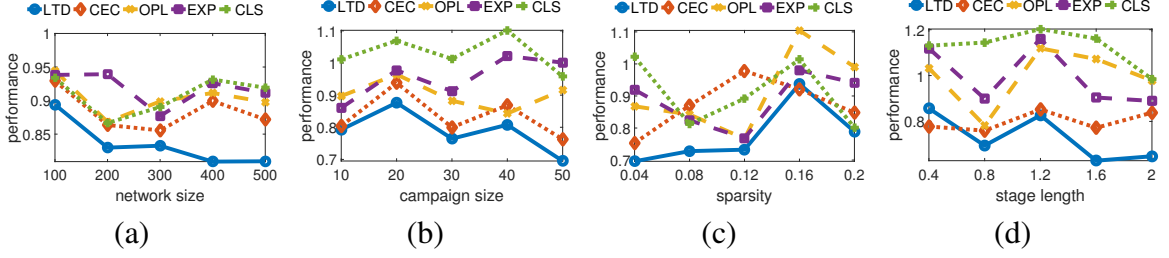 LTD CEC OPL EXP CLS
performance
1
0.95
0.9
0.85
100 200 300 400 500
network size
(a)
LTD CEC OPL EXP CLS
performance
1.1
1
0.9
0.8
0.7
10 20 30 40 50
campaign size
(b)
LTD CEC OPL EXP CLS
performance
1.1
1
0.9
0.8
0.7
0.04 0.08 0.12 0.16 0.2
sparsity
(c)
LTD CEC OPL EXP CLS
performance
1.2
1
0.8
0.4 0.8 1.2 1.6 2
stage length
(d)